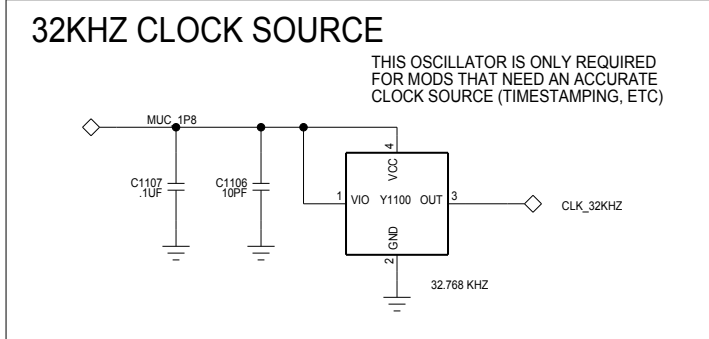 32KHZ CLOCK SOURCE
THIS OSCILLATOR IS ONLY REQUIRED
FOR MODS THAT NEED AN ACCURATE
CLOCK SOURCE (TIMESTAMPING, ETC)
MUC_1P8
4
VCC
C1107
.1UF
C1106
10PF
1
VIO
Y1100
OUT
3
CLK_32KHZ
GND
2
32.768 KHZ